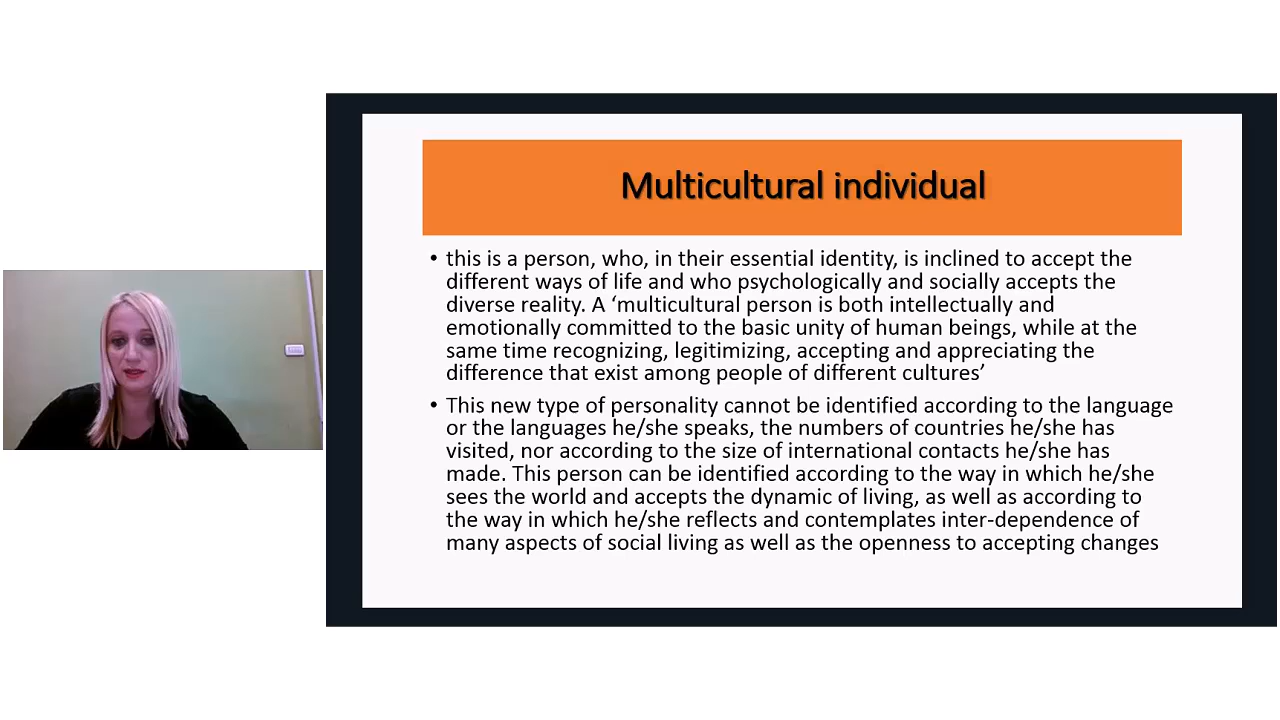 Multicultural individual
• this is a person, who, in their essential identity, is inclined to accept the
different ways of life and who psychologically and socially accepts the
diverse reality. A ‘multicultural person is both intellectually and
emotionally committed to the basic unity of human beings, while at the
same time recognizing, legitimizing, accepting and appreciating the
difference that exist among people of different cultures’
• This new type of personality cannot be identified according to the language
or the languages he/she speaks, the numbers of countries he/she has
visited, nor according to the size of international contacts he/she has
made. This person can be identified according to the way in which he/she
sees the world and accepts the dynamic of living, as well as according to
the way in which he/she reflects and contemplates inter-dependence of
many aspects of social living as well as the openness to accepting changes